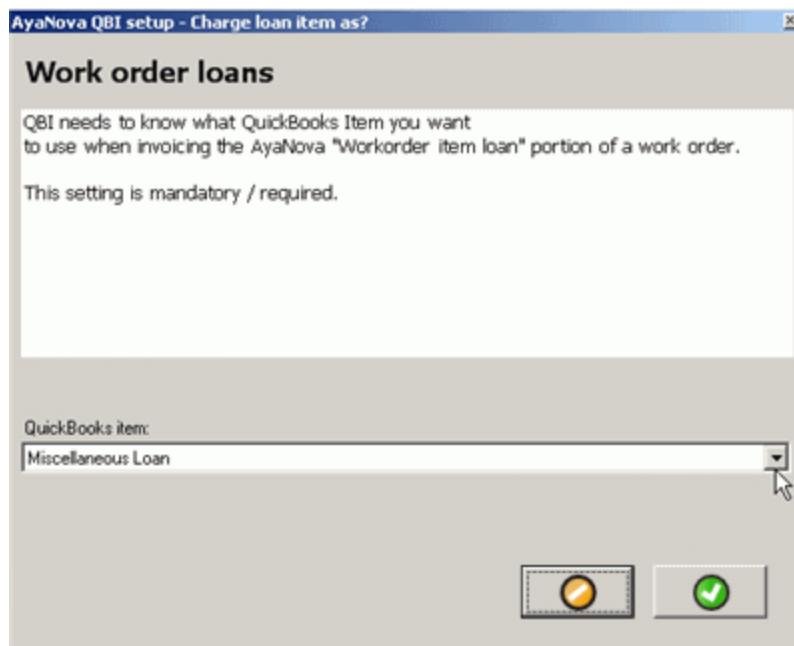 AyaNova QBI setup - Charge loan item as?
Work order loans
QBI needs to know what QuickBooks Item you want
to use when invoicing the AyaNova "Workorder item loan" portion of a work order.
This setting is mandatory / required.
QuickBooks item:
Miscellaneous Loan